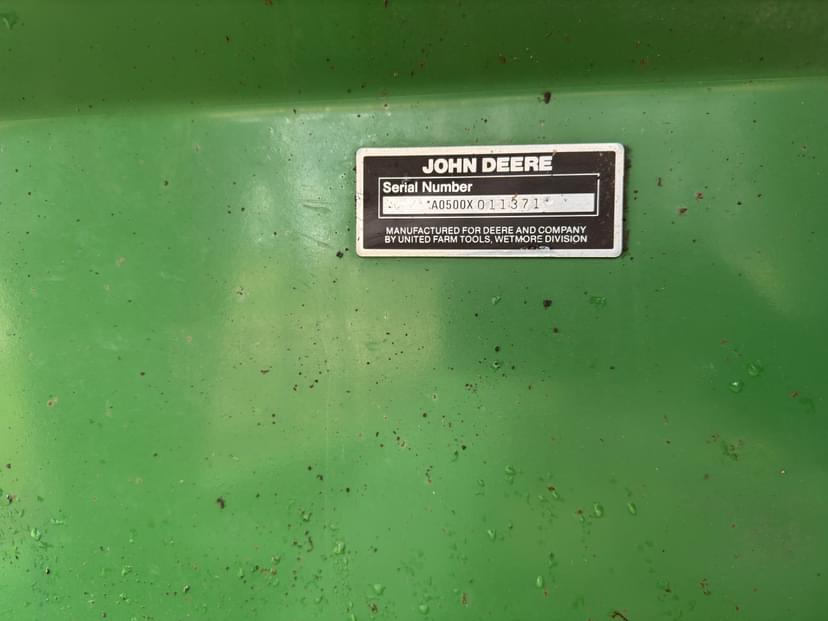 JOHN DEERE
Serial Number
A0500X 011371
MANUFACTURED FOR DEERE AND COMPANY
BY UNITED FARM TOOLS, WETMORE DIVISION